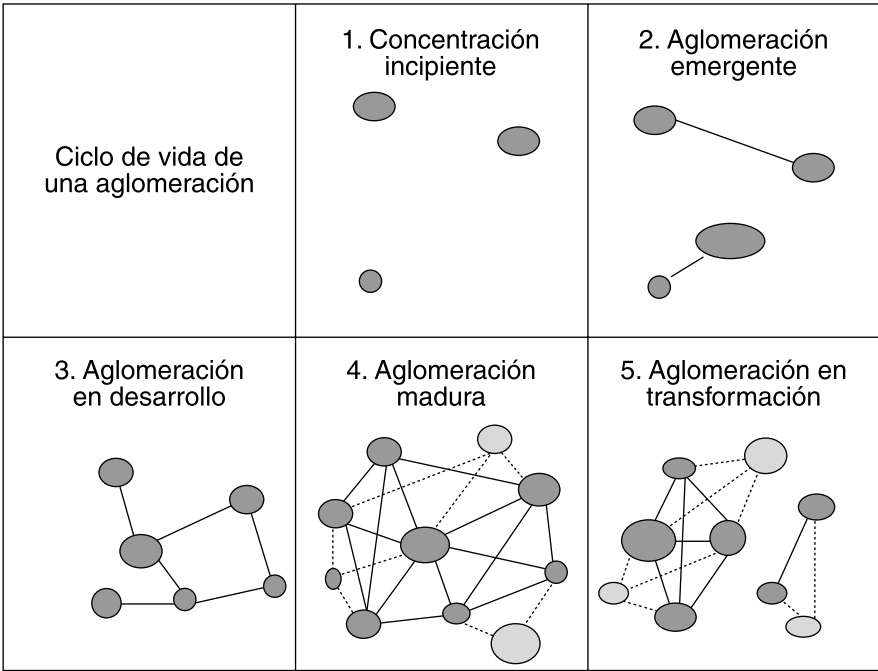 Ciclo de vida de
una aglomeración
1. Concentración
incipiente
2. Aglomeración
emergente
3. Aglomeración
en desarrollo
4. Aglomeración
madura
5. Aglomeración en
transformación